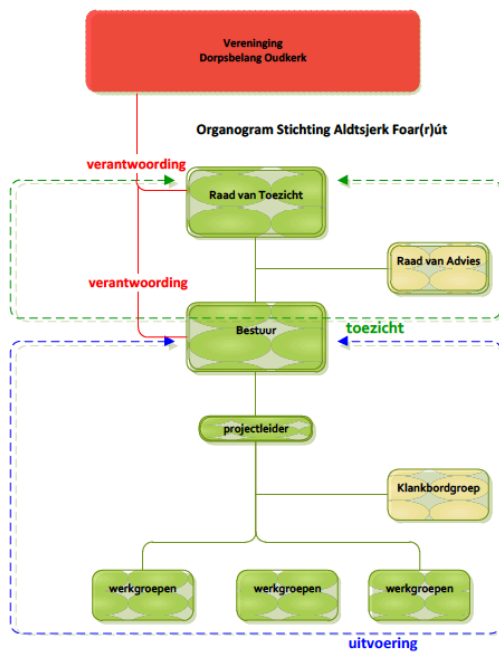 Vereninging
Dorpsbelang Oudkerk
Organogram Stichting Aldtsjerk Foar(r)út
verantwoording
Raad van Toezicht
Raad van Advies
verantwoording
Bestuur
toezicht
projectleider
Klankbordgroep
werkgroepen
werkgroepen
werkgroepen
uitvoering